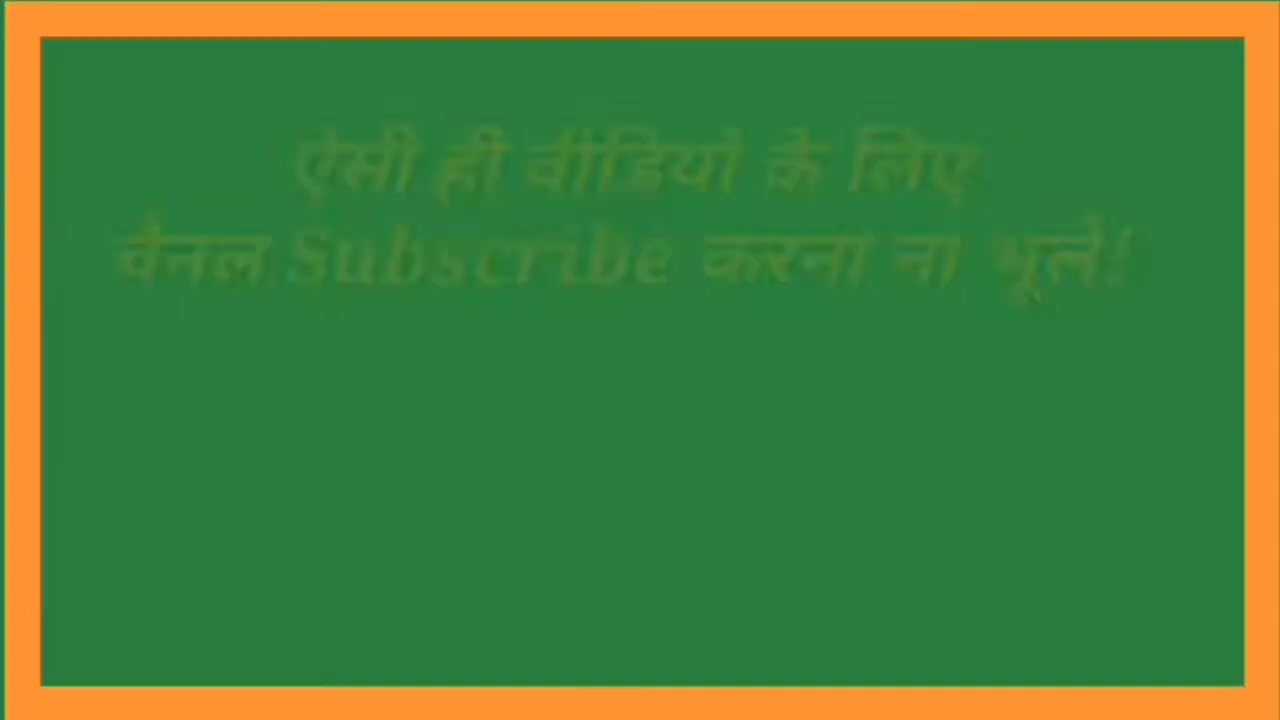 ऐसी ही वीडियो के लिए
चैनल Subscribe करना ना भूले!